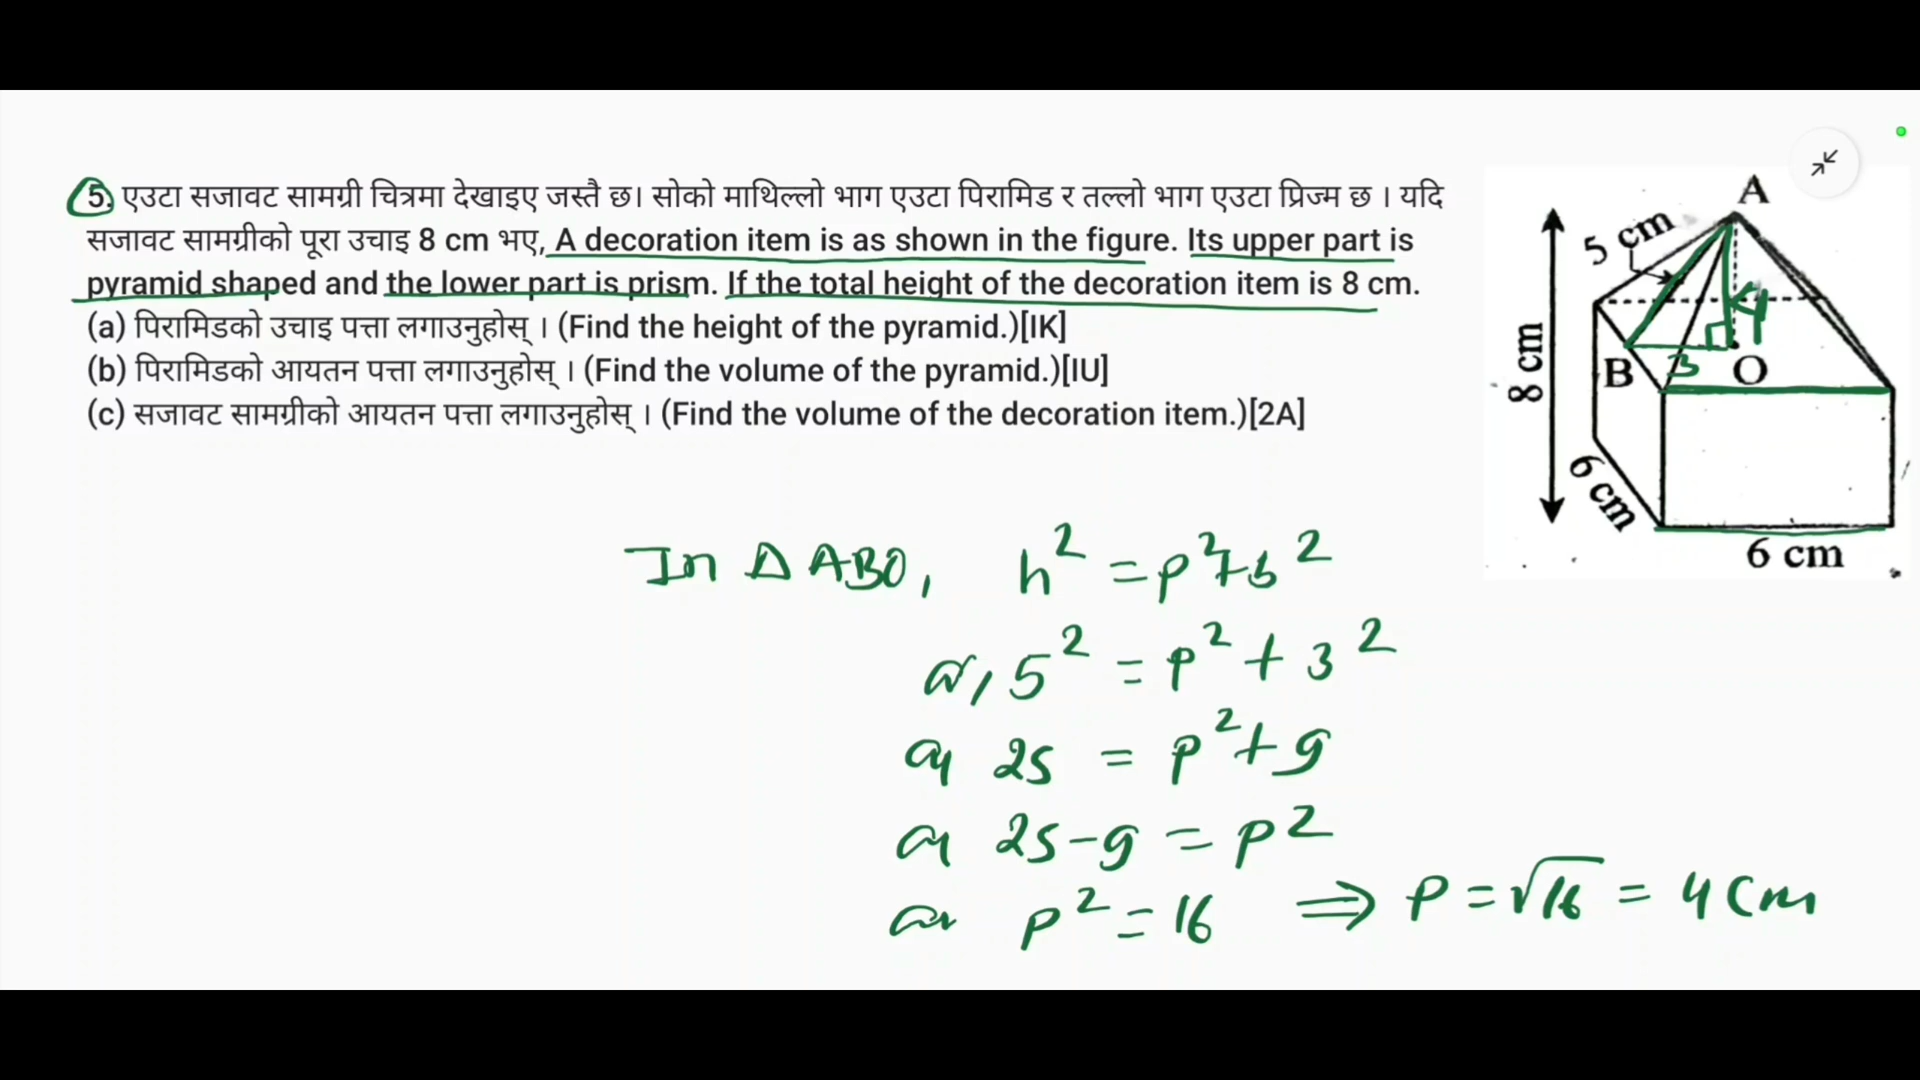 5. एउटा सजावट सामग्री चित्रमा देखाइए जस्तै छ। सोको माथिल्लो भाग एउटा पिरामिड र तल्लो भाग एउटा प्रिज्म छ । यदि
सजावट सामग्रीको पूरा उचाइ 8 cm भए, A decoration item is as shown in the figure. Its upper part is
pyramid shaped and the lower part is prism. If the total height of the decoration item is 8 cm.
(a) पिरामिडको उचाइ पत्ता लगाउनुहोस् । (Find the height of the pyramid.)[IK]
(b) पिरामिडको आयतन पत्ता लगाउनुहोस् । (Find the volume of the pyramid.)[IU]
(c) सजावट सामग्रीको आयतन पत्ता लगाउनुहोस् । (Find the volume of the decoration item.)[2A]
A
5 cm
4
B 3 O
8 cm
6 cm
6 cm
In Δ ABO, h² = p²+b²
or, 5² = p² + 3²
or 25 = p²+9
or 25-9 = p²
or p² = 16 ⇒ P = √16 = 4 cm